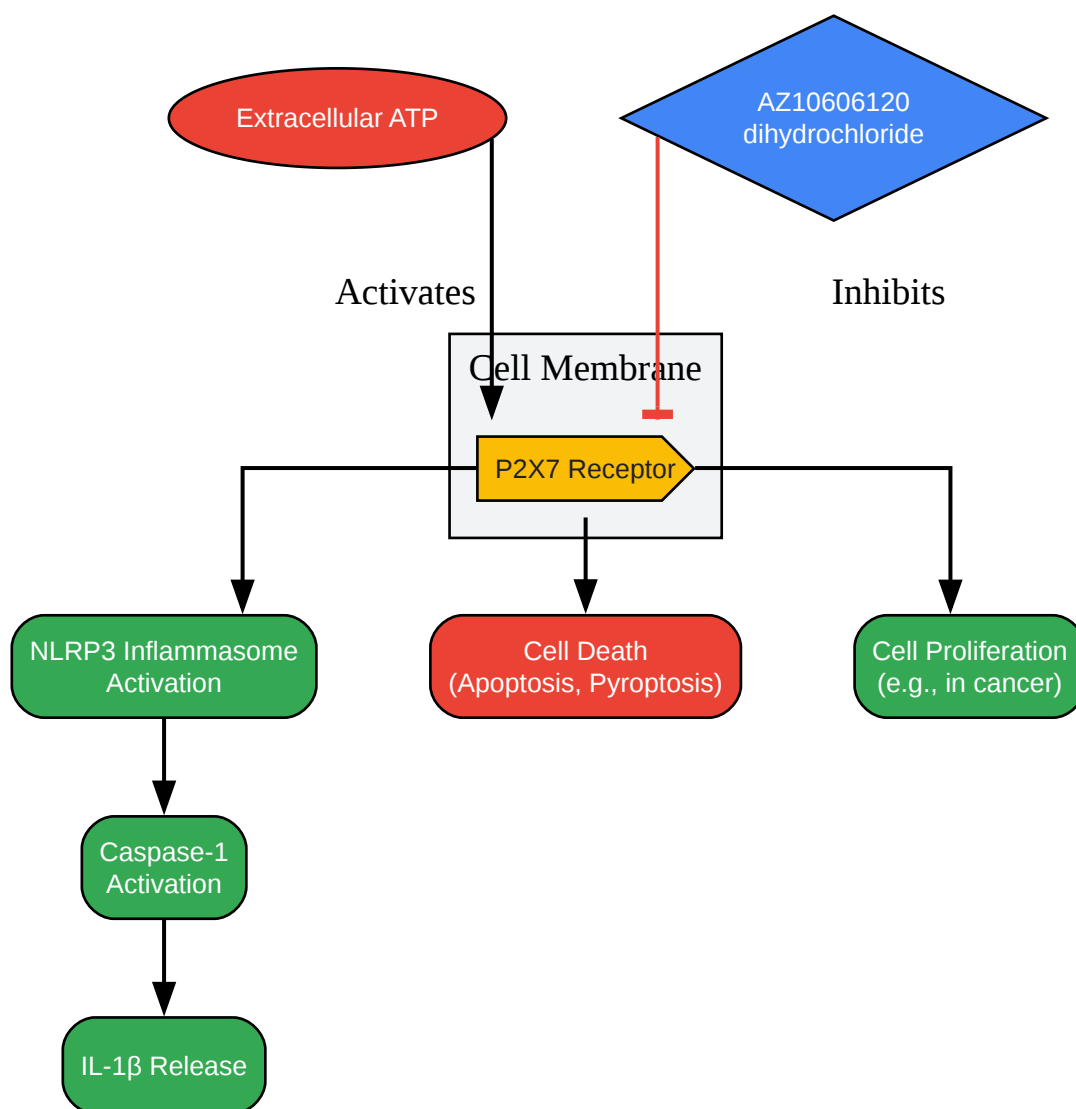 Extracellular ATP
AZ10606120
dihydrochloride
Activates
Inhibits
Cell Membrane
P2X7 Receptor
NLRP3 Inflammasome
Activation
Cell Death
(Apoptosis, Pyroptosis)
Cell Proliferation
(e.g., in cancer)
Caspase-1
Activation
IL-1β Release